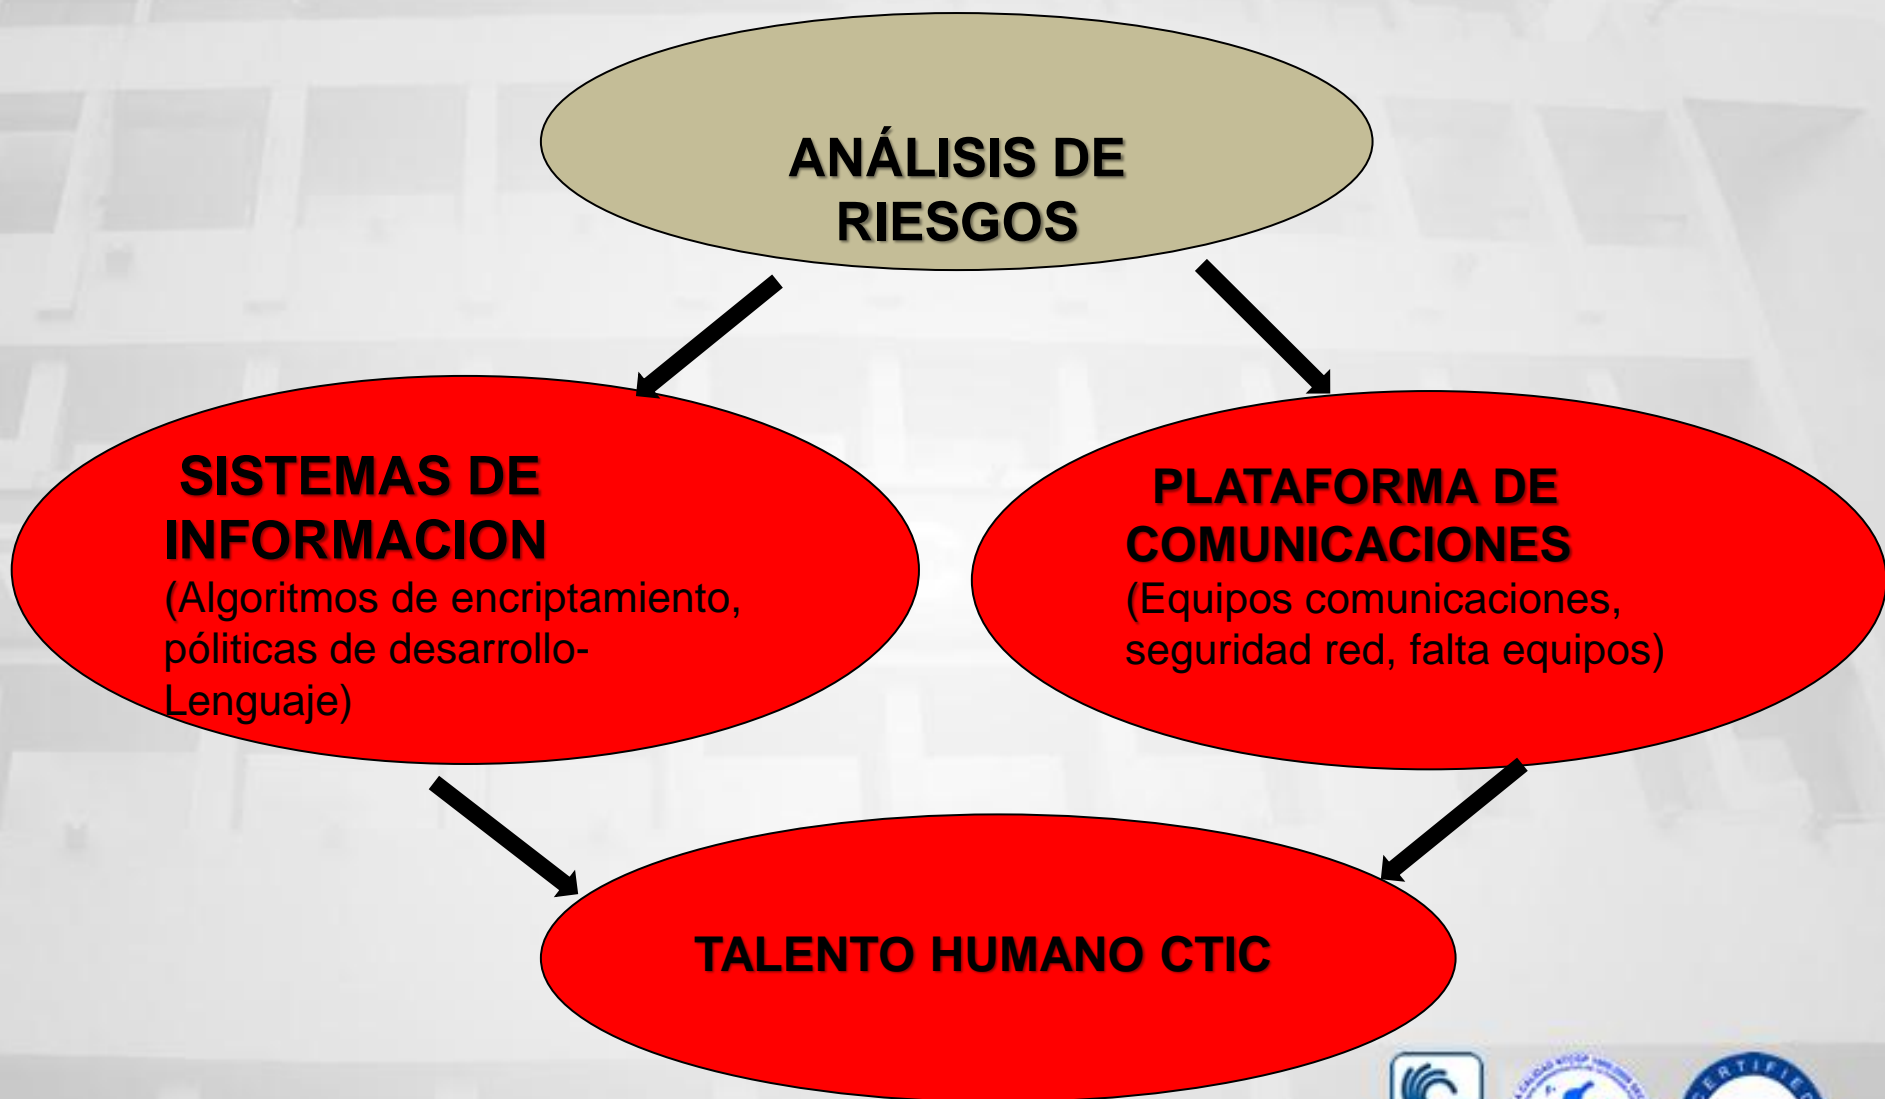 ANÁLISIS DE
RIESGOS
SISTEMAS DE
INFORMACION
(Algoritmos de encriptamiento,
póliticas de desarrollo-
Lenguaje)
PLATAFORMA DE
COMUNICACIONES
(Equipos comunicaciones,
seguridad red, falta equipos)
TALENTO HUMANO CTIC